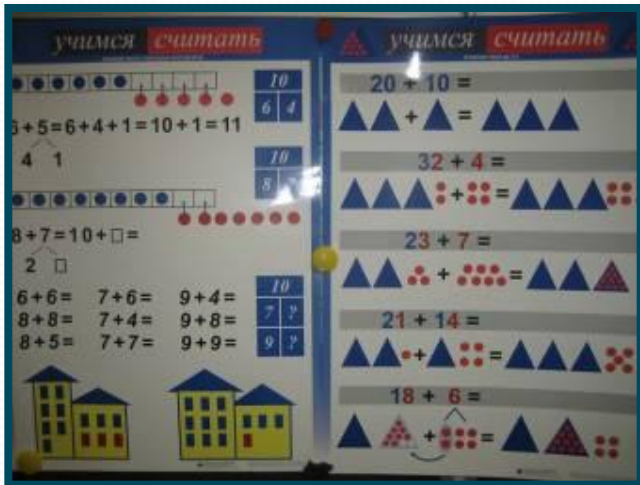 учимся считать
10
6 4
6+5=6+4+1=10+1=11
4 1
10
8
8+7=10+□=
2 □
6+6= 7+6= 9+4=
8+8= 7+4= 9+8=
8+5= 7+7= 9+9=
10
7 ?
9 ?
учимся считать
20 + 10 =
+ =
32 + 4 =
+ =
23 + 7 =
+ =
21 + 14 =
+ =
18 + 6 =
+ =